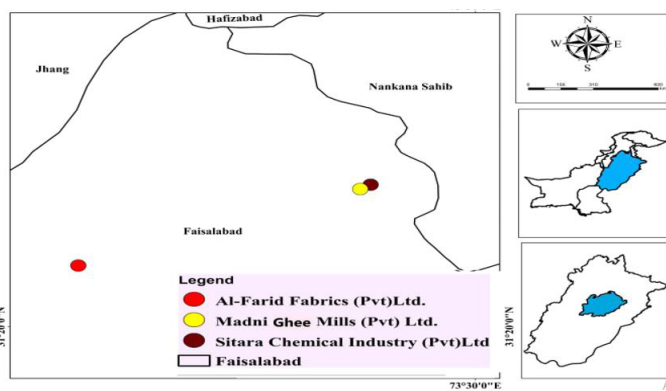 Hafizabad
Jhang
Nankana Sahib
Faisalabad
Legend
Al-Farid Fabrics (Pvt)Ltd.
Madni Ghee Mills (Pvt) Ltd.
Sitara Chemical Industry (Pvt)Ltd
Faisalabad
31°20'0"N
31°20'0"N
73°30'0"E
N
W E
S